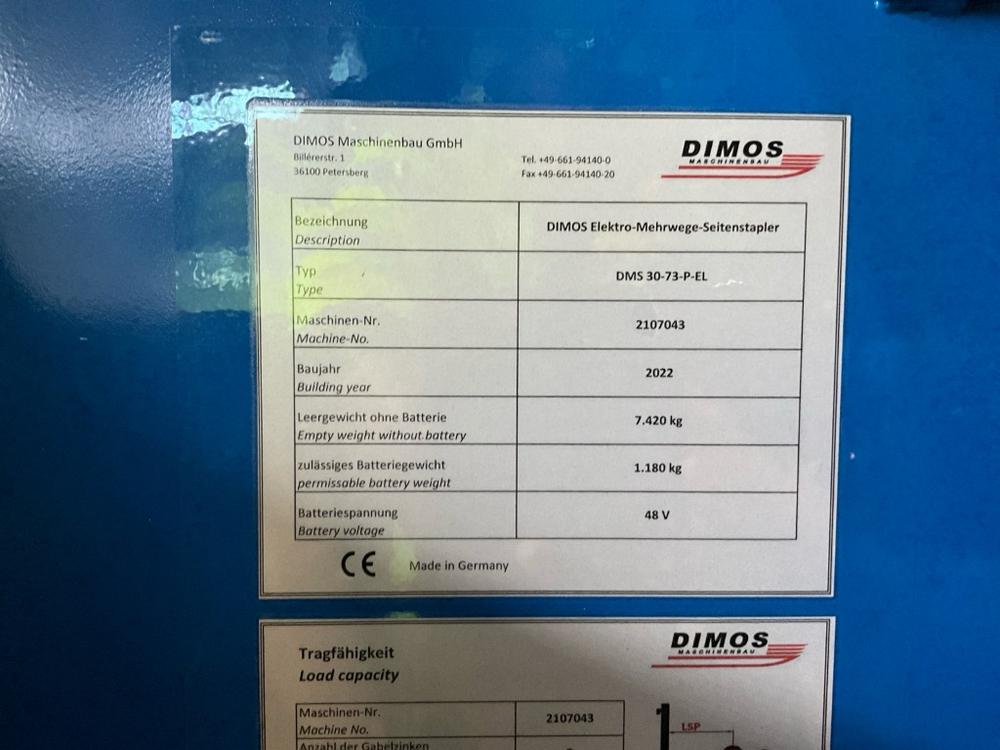 DIMOS Maschinenbau GmbH
Billérerstr. 1
36100 Petersberg
Tel. +49-661-94140-0
Fax +49-661-94140-20
DIMOS
MASCHINENBAU
Bezeichnung
Description
DIMOS Elektro-Mehrwege-Seitenstapler
Typ
Type
DMS 30-73-P-EL
Maschinen-Nr.
Machine-No.
2107043
Baujahr
Building year
2022
Leergewicht ohne Batterie
Empty weight without battery
7.420 kg
zulässiges Batteriegewicht
permissable battery weight
1.180 kg
Batteriespannung
Battery voltage
48 V
CE Made in Germany
Tragfähigkeit
Load capacity
DIMOS
MASCHINENBAU
Maschinen-Nr.
Machine No.
2107043
LSP
Anzahl der Gabelzinken